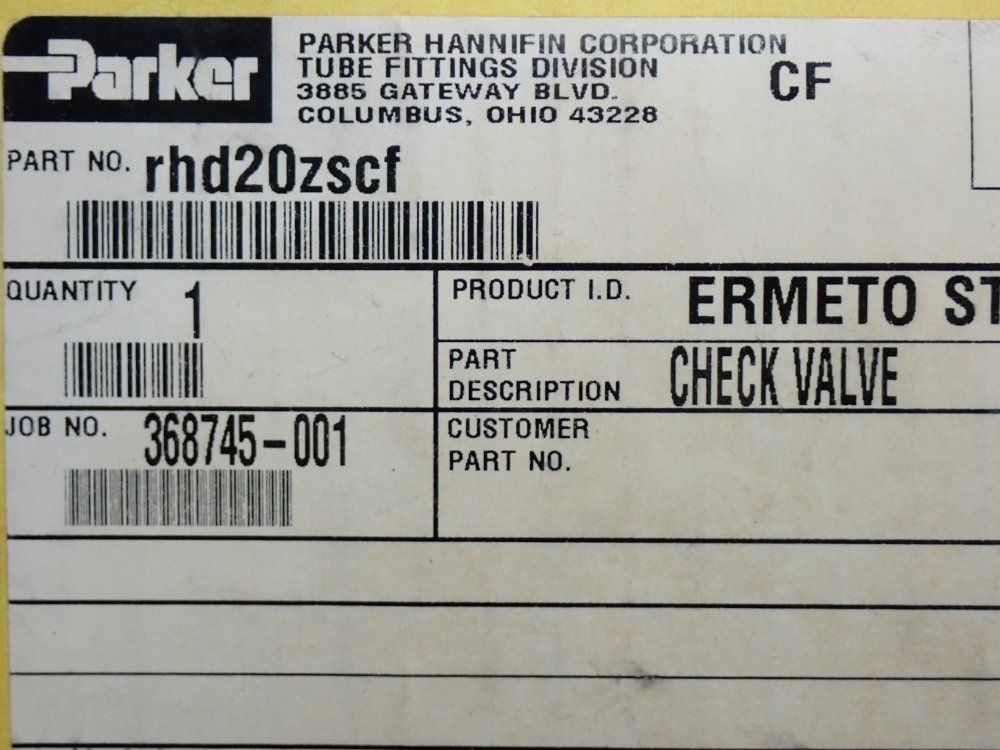 Parker
PARKER HANNIFIN CORPORATION
TUBE FITTINGS DIVISION
3885 GATEWAY BLVD.
COLUMBUS, OHIO 43228
CF
PART NO. rhd20zscf
QUANTITY 1
PRODUCT I.D. ERMETO ST
PART DESCRIPTION CHECK VALVE
JOB NO. 368745-001
CUSTOMER
PART NO.